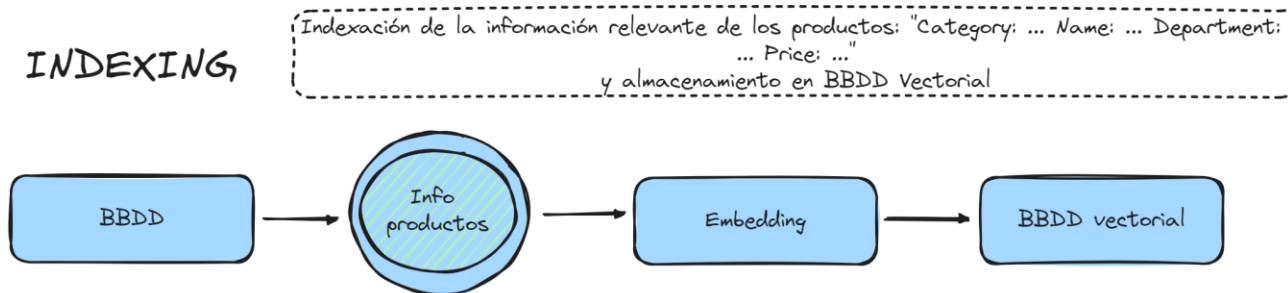 INDEXING
Indexación de la información relevante de los productos: "Category: ... Name: ... Department:
... Price: ..."
y almacenamiento en BBDD Vectorial
BBDD
Info
productos
Embedding
BBDD vectorial